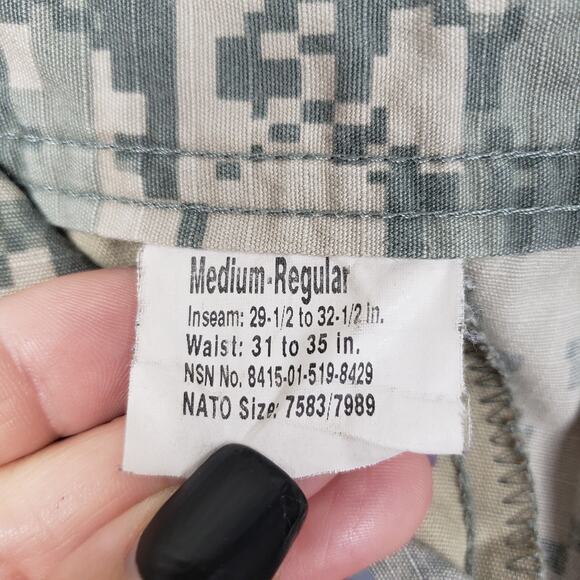 Medium-Regular
Inseam: 29-1/2 to 32-1/2 in.
Waist: 31 to 35 in.
NSN No. 8415-01-519-8429
NATO Size: 7583/7989